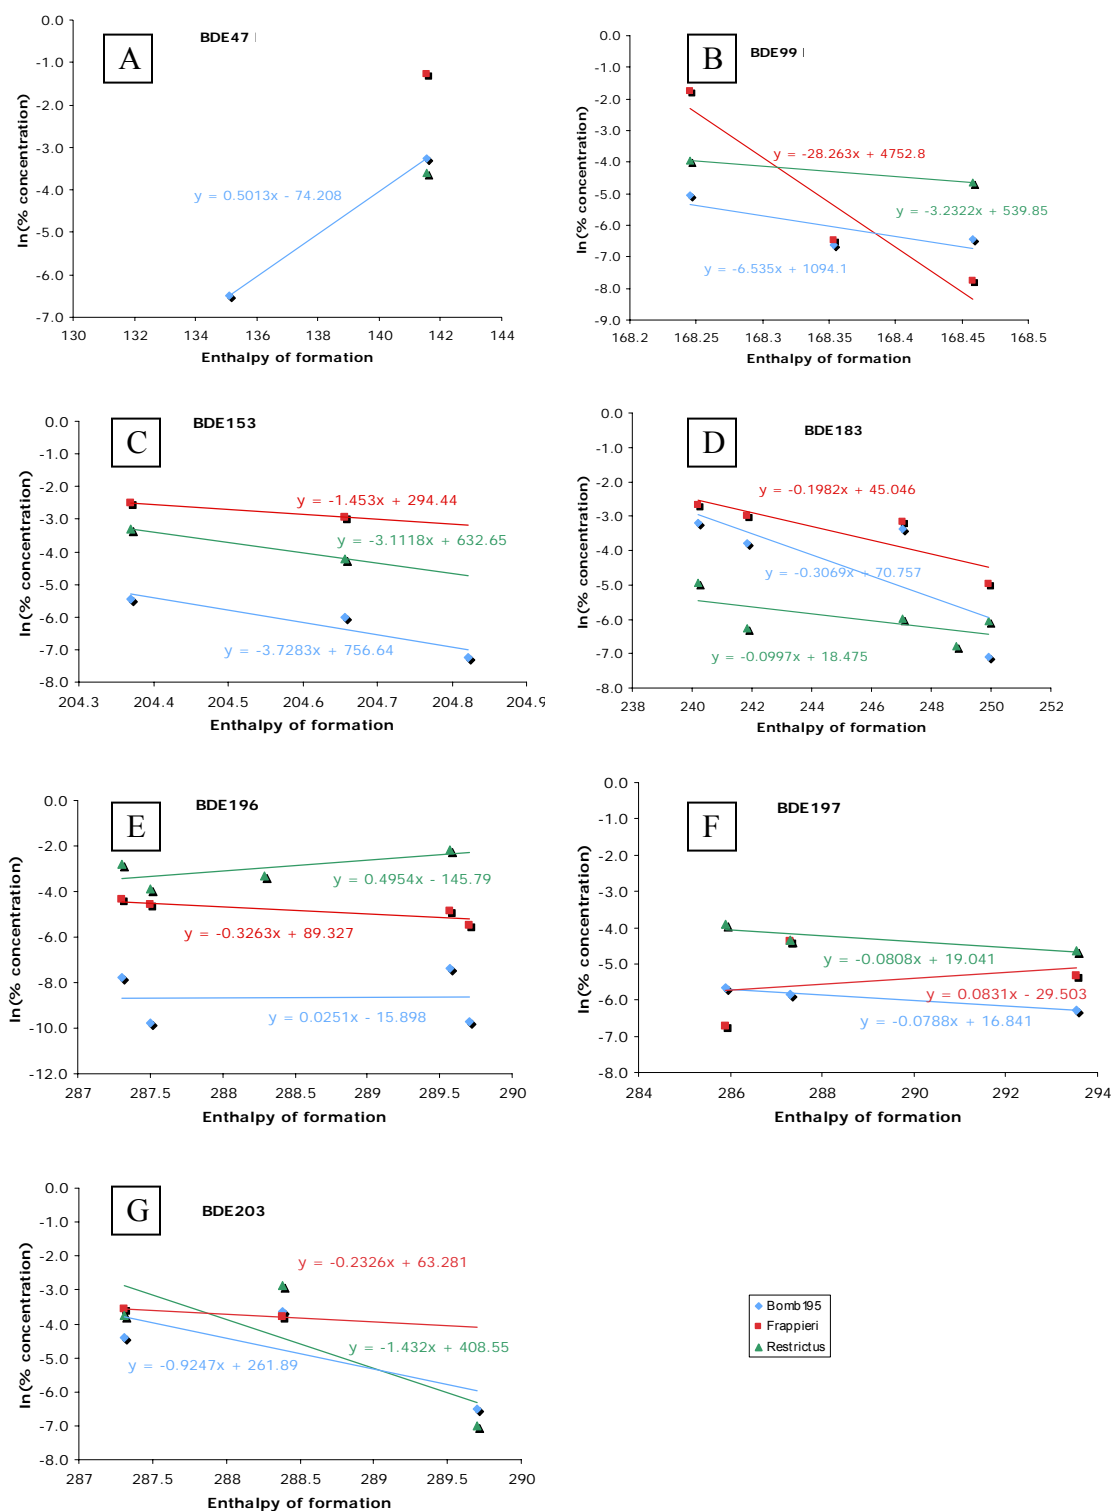 A
BDE47
ln(% concentration)
0.0
-1.0
-2.0
-3.0
-4.0
-5.0
-6.0
-7.0
y = 0.5013x - 74.208
130 132 134 136 138 140 142 144
Enthalpy of formation
B
BDE99
ln(% concentration)
0.0
-1.0
-2.0
-3.0
-4.0
-5.0
-6.0
-7.0
-8.0
-9.0
y = -28.263x + 4752.8
y = -3.2322x + 539.85
y = -6.535x + 1094.1
168.2 168.25 168.3 168.35 168.4 168.45 168.5
Enthalpy of formation
C
BDE153
ln(% concentration)
0.0
-1.0
-2.0
-3.0
-4.0
-5.0
-6.0
-7.0
-8.0
y = -1.453x + 294.44
y = -3.1118x + 632.65
y = -3.7283x + 756.64
204.3 204.4 204.5 204.6 204.7 204.8 204.9
Enthalpy of formation
D
BDE183
ln(% concentration)
0.0
-1.0
-2.0
-3.0
-4.0
-5.0
-6.0
-7.0
-8.0
y = -0.1982x + 45.046
y = -0.3069x + 70.757
y = -0.0997x + 18.475
238 240 242 244 246 248 250 252
Enthalpy of formation
E
BDE196
ln(% concentration)
0.0
-2.0
-4.0
-6.0
-8.0
-10.0
-12.0
y = 0.4954x - 145.79
y = -0.3263x + 89.327
y = 0.0251x - 15.898
287 287.5 288 288.5 289 289.5 290
Enthalpy of formation
F
BDE197
ln(% concentration)
0.0
-1.0
-2.0
-3.0
-4.0
-5.0
-6.0
-7.0
-8.0
y = -0.0808x + 19.041
y = 0.0831x - 29.503
y = -0.0788x + 16.841
284 286 288 290 292 294
Enthalpy of formation
G
BDE203
ln(% concentration)
0.0
-1.0
-2.0
-3.0
-4.0
-5.0
-6.0
-7.0
-8.0
y = -0.2326x + 63.281
y = -1.432x + 408.55
y = -0.9247x + 261.89
287 287.5 288 288.5 289 289.5 290
Enthalpy of formation
Bomb195
Frappieri
Restrictus